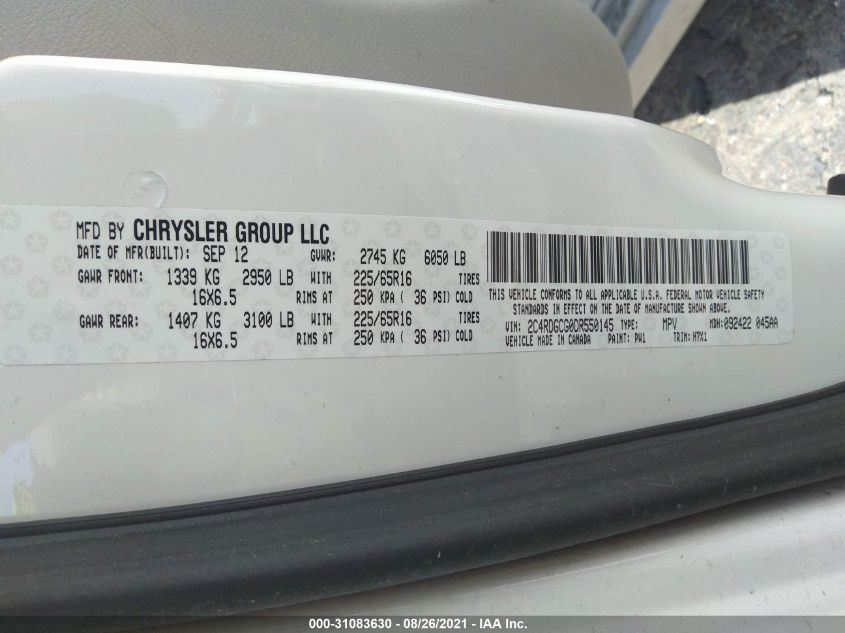 MFD BY CHRYSLER GROUP LLC
DATE OF MFR(BUILT): SEP 12 GVWR: 2745 KG 6050 LB
GAWR FRONT: 1339 KG 2950 LB WITH 225/65R16 TIRES
16X6.5 RIMS AT 250 KPA ( 36 PSI) COLD
GAWR REAR: 1407 KG 3100 LB WITH 225/65R16 TIRES
16X6.5 RIMS AT 250 KPA ( 36 PSI) COLD
THIS VEHICLE CONFORMS TO ALL APPLICABLE U.S.A. FEDERAL MOTOR VEHICLE SAFETY
STANDARDS IN EFFECT ON THE DATE OF MANUFACTURE SHOWN ABOVE.
VIN: 2C4RDGCG0DR550145 TYPE: MPV MDH: 092422 045AA
VEHICLE MADE IN CANADA PAINT: PW1 TRIM: H7X1
000-31083630 - 08/26/2021 - IAA Inc.